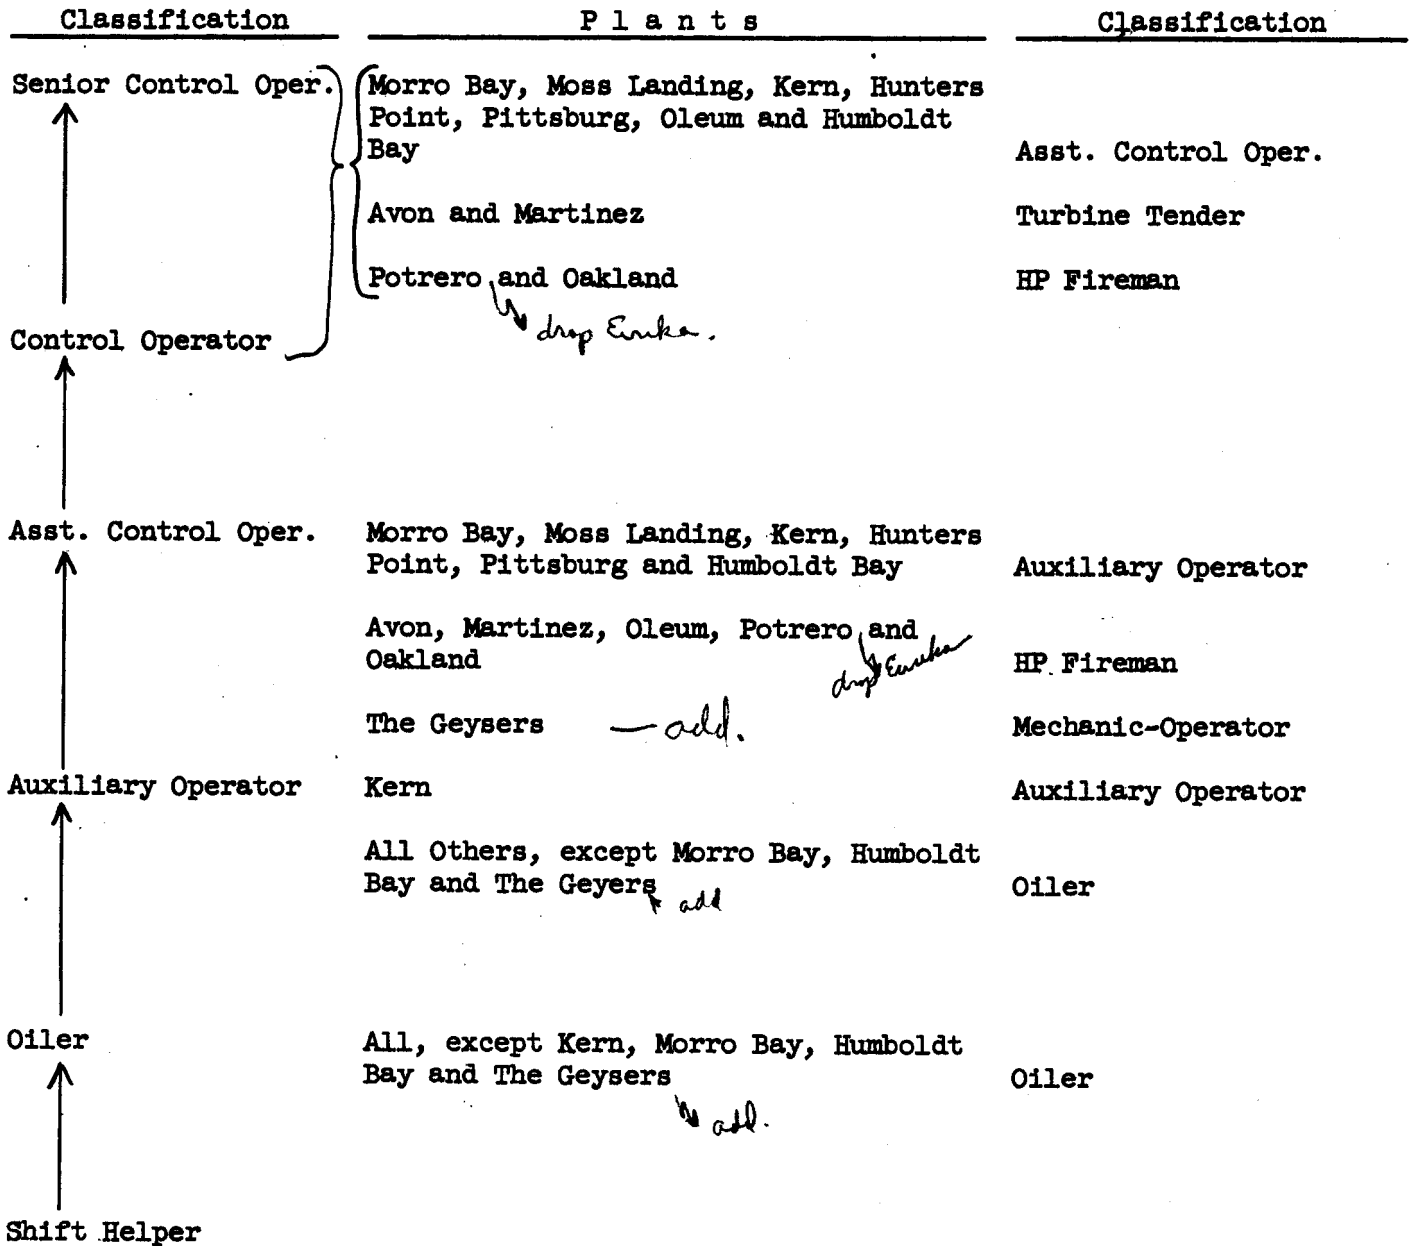 Classification P l a n t s Classification
Senior Control Oper. Morro Bay, Moss Landing, Kern, Hunters
Point, Pittsburg, Oleum and Humboldt
Bay Asst. Control Oper.
Avon and Martinez Turbine Tender
Potrero and Oakland HP Fireman
drop Eureka.
Control Operator
Asst. Control Oper. Morro Bay, Moss Landing, Kern, Hunters
Point, Pittsburg and Humboldt Bay Auxiliary Operator
Avon, Martinez, Oleum, Potrero and
Oakland HP Fireman
drop Eureka
The Geysers — add. Mechanic-Operator
Auxiliary Operator Kern Auxiliary Operator
All Others, except Morro Bay, Humboldt
Bay and The Geyers Oiler
add
Oiler All, except Kern, Morro Bay, Humboldt
Bay and The Geysers Oiler
add.
Shift Helper